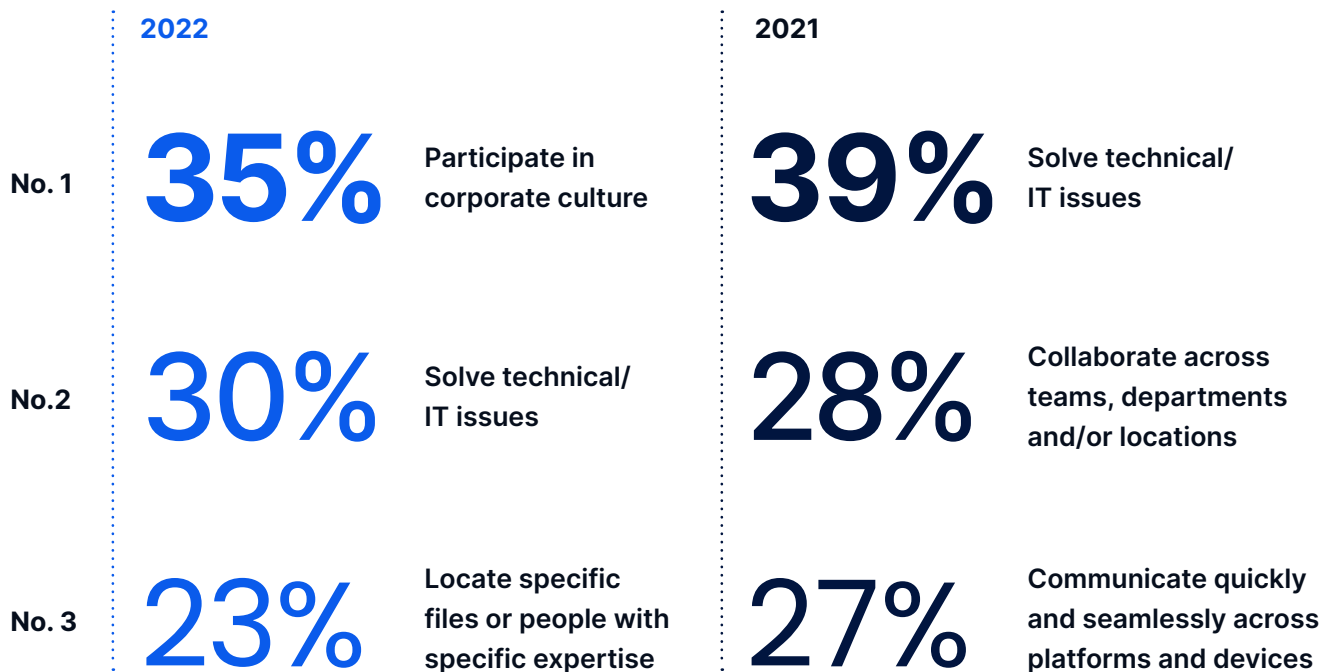 2022
2021
No. 1
35%
Participate in
corporate culture
39%
Solve technical/
IT issues
No.2
30%
Solve technical/
IT issues
28%
Collaborate across
teams, departments
and/or locations
No. 3
23%
Locate specific
files or people with
specific expertise
27%
Communicate quickly
and seamlessly across
platforms and devices